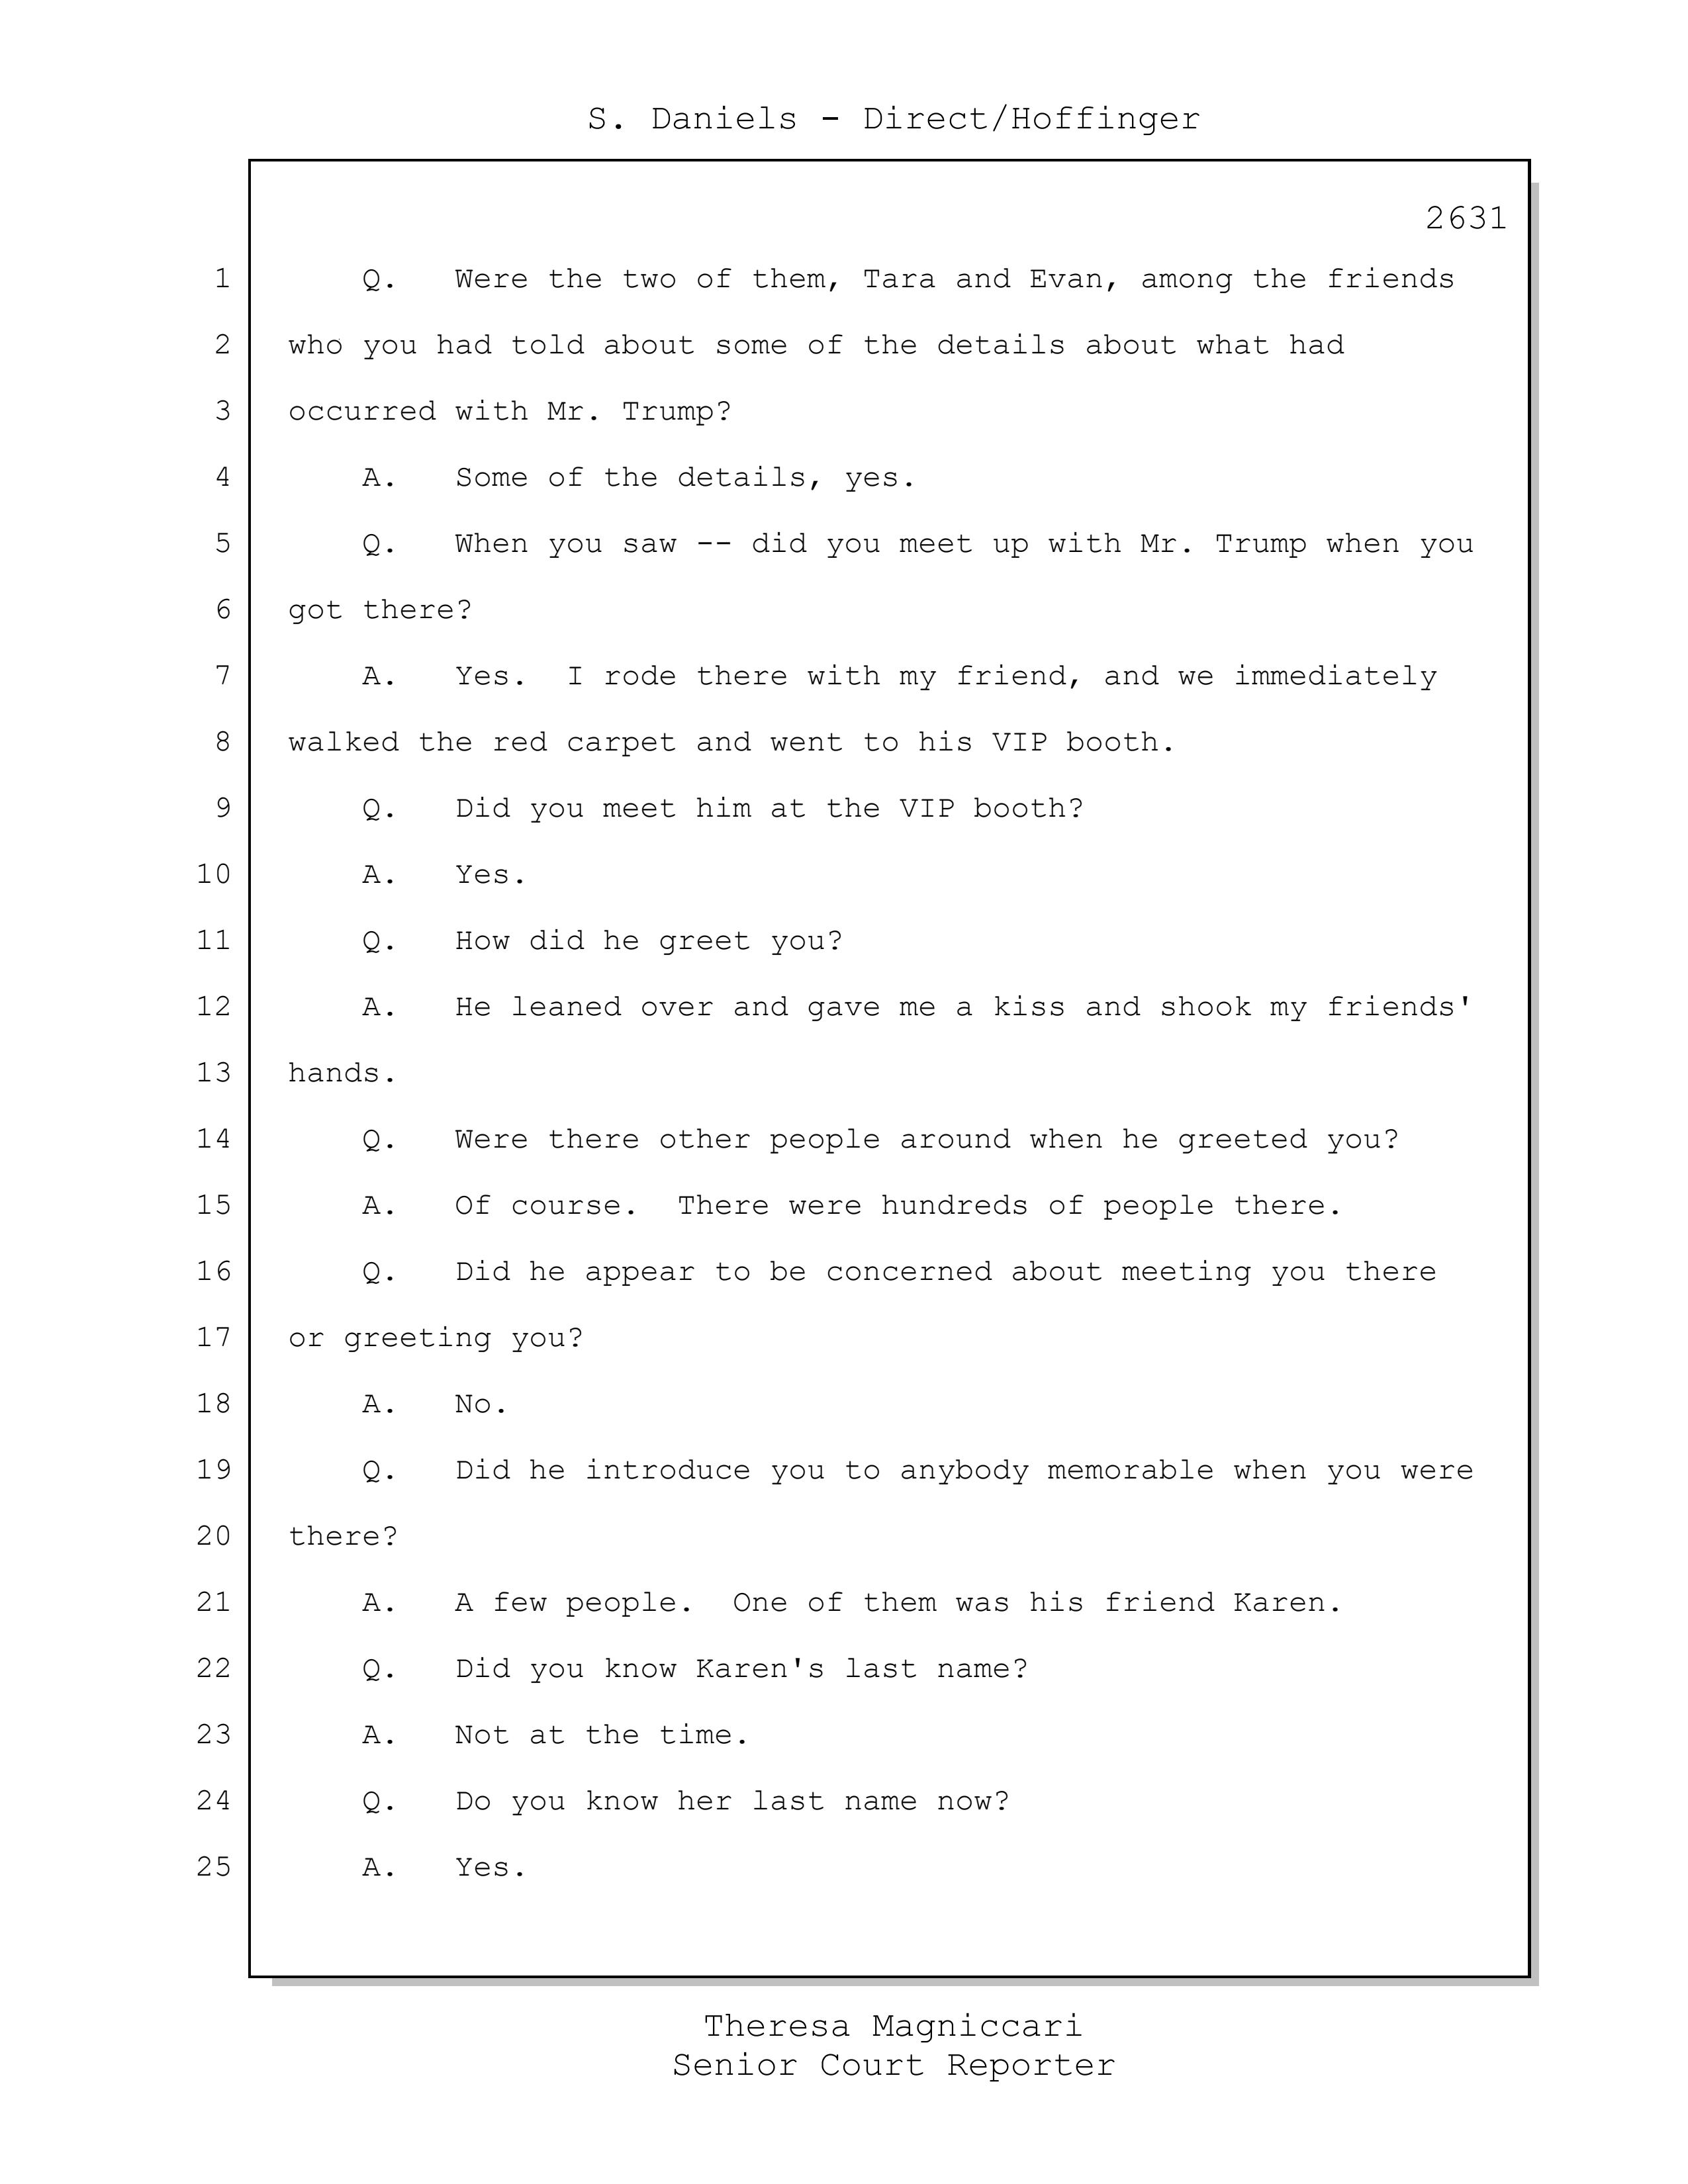 S. Daniels - Direct/Hoffinger
2631
1 Q. Were the two of them, Tara and Evan, among the friends
2 who you had told about some of the details about what had
3 occurred with Mr. Trump?
4 A. Some of the details, yes.
5 Q. When you saw -- did you meet up with Mr. Trump when you
6 got there?
7 A. Yes. I rode there with my friend, and we immediately
8 walked the red carpet and went to his VIP booth.
9 Q. Did you meet him at the VIP booth?
10 A. Yes.
11 Q. How did he greet you?
12 A. He leaned over and gave me a kiss and shook my friends'
13 hands.
14 Q. Were there other people around when he greeted you?
15 A. Of course. There were hundreds of people there.
16 Q. Did he appear to be concerned about meeting you there
17 or greeting you?
18 A. No.
19 Q. Did he introduce you to anybody memorable when you were
20 there?
21 A. A few people. One of them was his friend Karen.
22 Q. Did you know Karen's last name?
23 A. Not at the time.
24 Q. Do you know her last name now?
25 A. Yes.
Theresa Magniccari
Senior Court Reporter